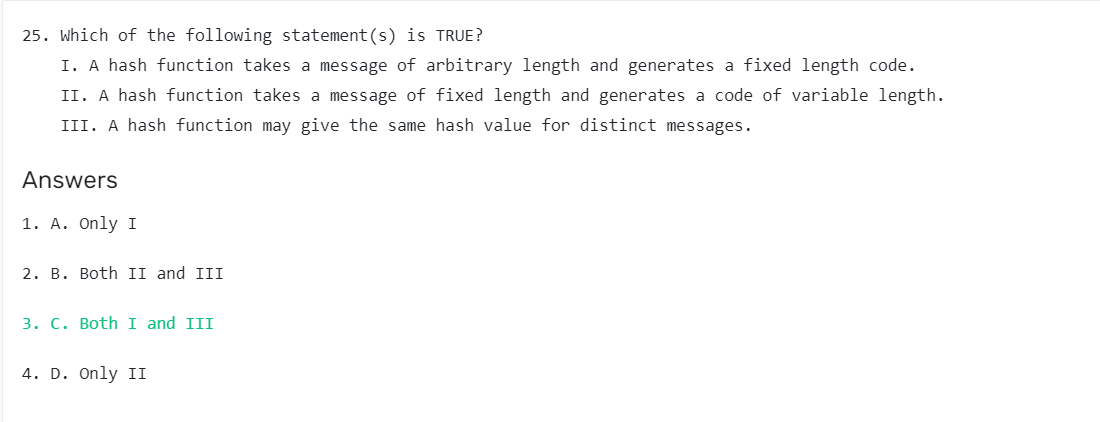 25. Which of the following statement(s) is TRUE?
I. A hash function takes a message of arbitrary length and generates a fixed length code.
II. A hash function takes a message of fixed length and generates a code of variable length.
III. A hash function may give the same hash value for distinct messages.
Answers
1. A. Only I
2. B. Both II and III
3. C. Both I and III
4. D. Only II